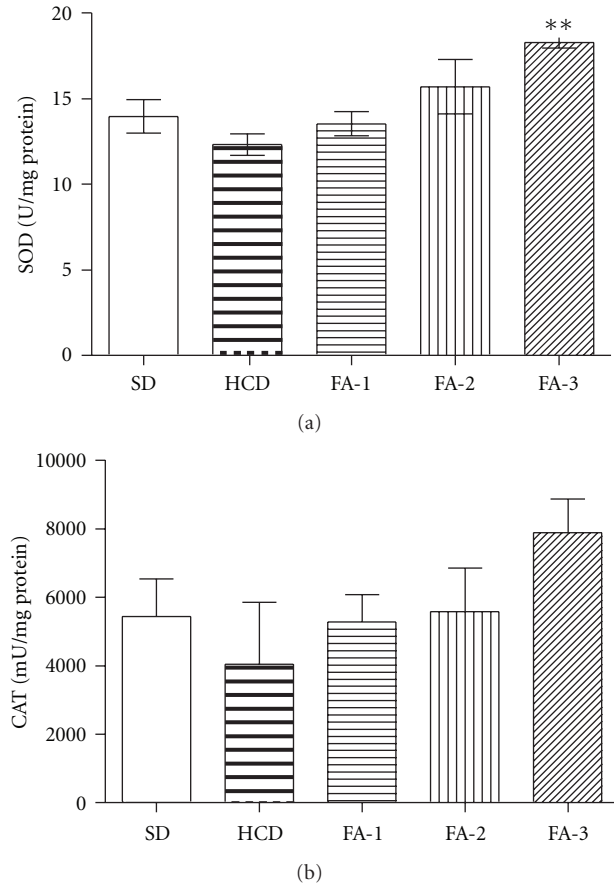 20
**
15
10
5
0
SOD (U/mg protein)
SD HCD FA-1 FA-2 FA-3
(a)
10000
8000
6000
4000
2000
0
CAT (mU/mg protein)
SD HCD FA-1 FA-2 FA-3
(b)